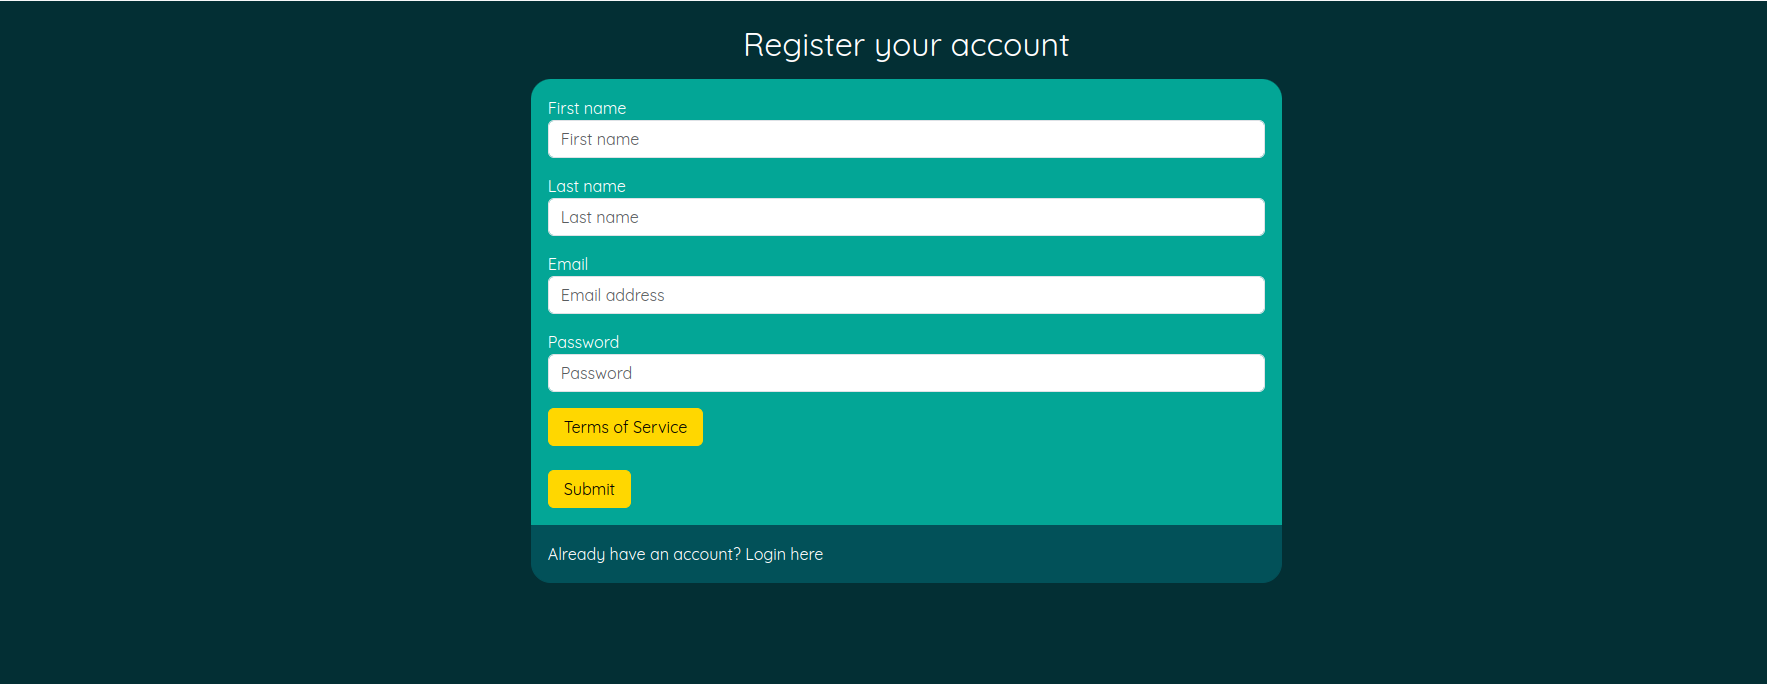 Register your account
First name
First name
Last name
Last name
Email
Email address
Password
Password
Terms of Service
Submit
Already have an account? Login here